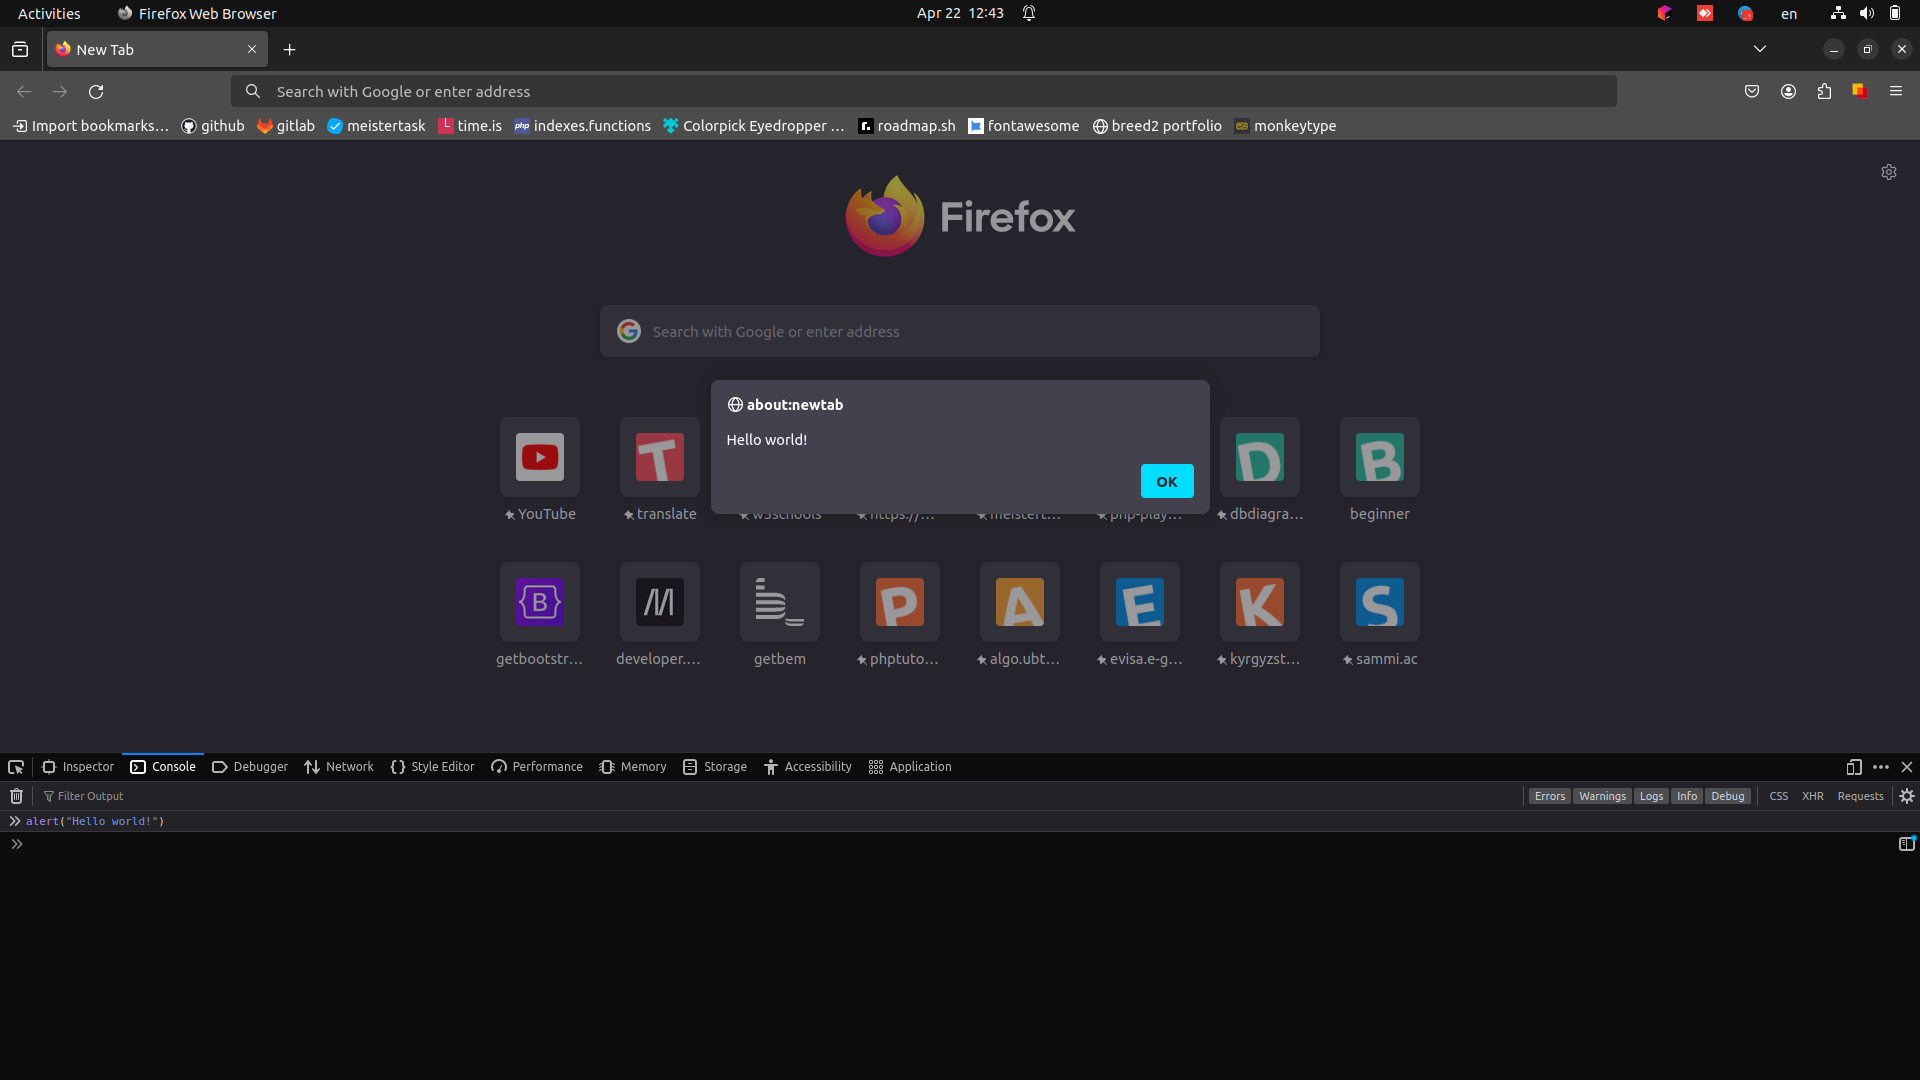 Activities Firefox Web Browser Apr 22 12:43 en
New Tab
Search with Google or enter address
Import bookmarks… github gitlab meistertask time.is indexes.functions Colorpick Eyedropper … roadmap.sh fontawesome breed2 portfolio monkeytype
Firefox
Search with Google or enter address
about:newtab
Hello world!
OK
YouTube translate w3schools https://… meistert… php-play… dbdiagra… beginner
getbootstr… developer.… getbem phptuto… algo.ubt… evisa.e-g… kyrgyzst… sammi.ac
Inspector Console Debugger Network Style Editor Performance Memory Storage Accessibility Application
Filter Output Errors Warnings Logs Info Debug CSS XHR Requests
alert("Hello world!")